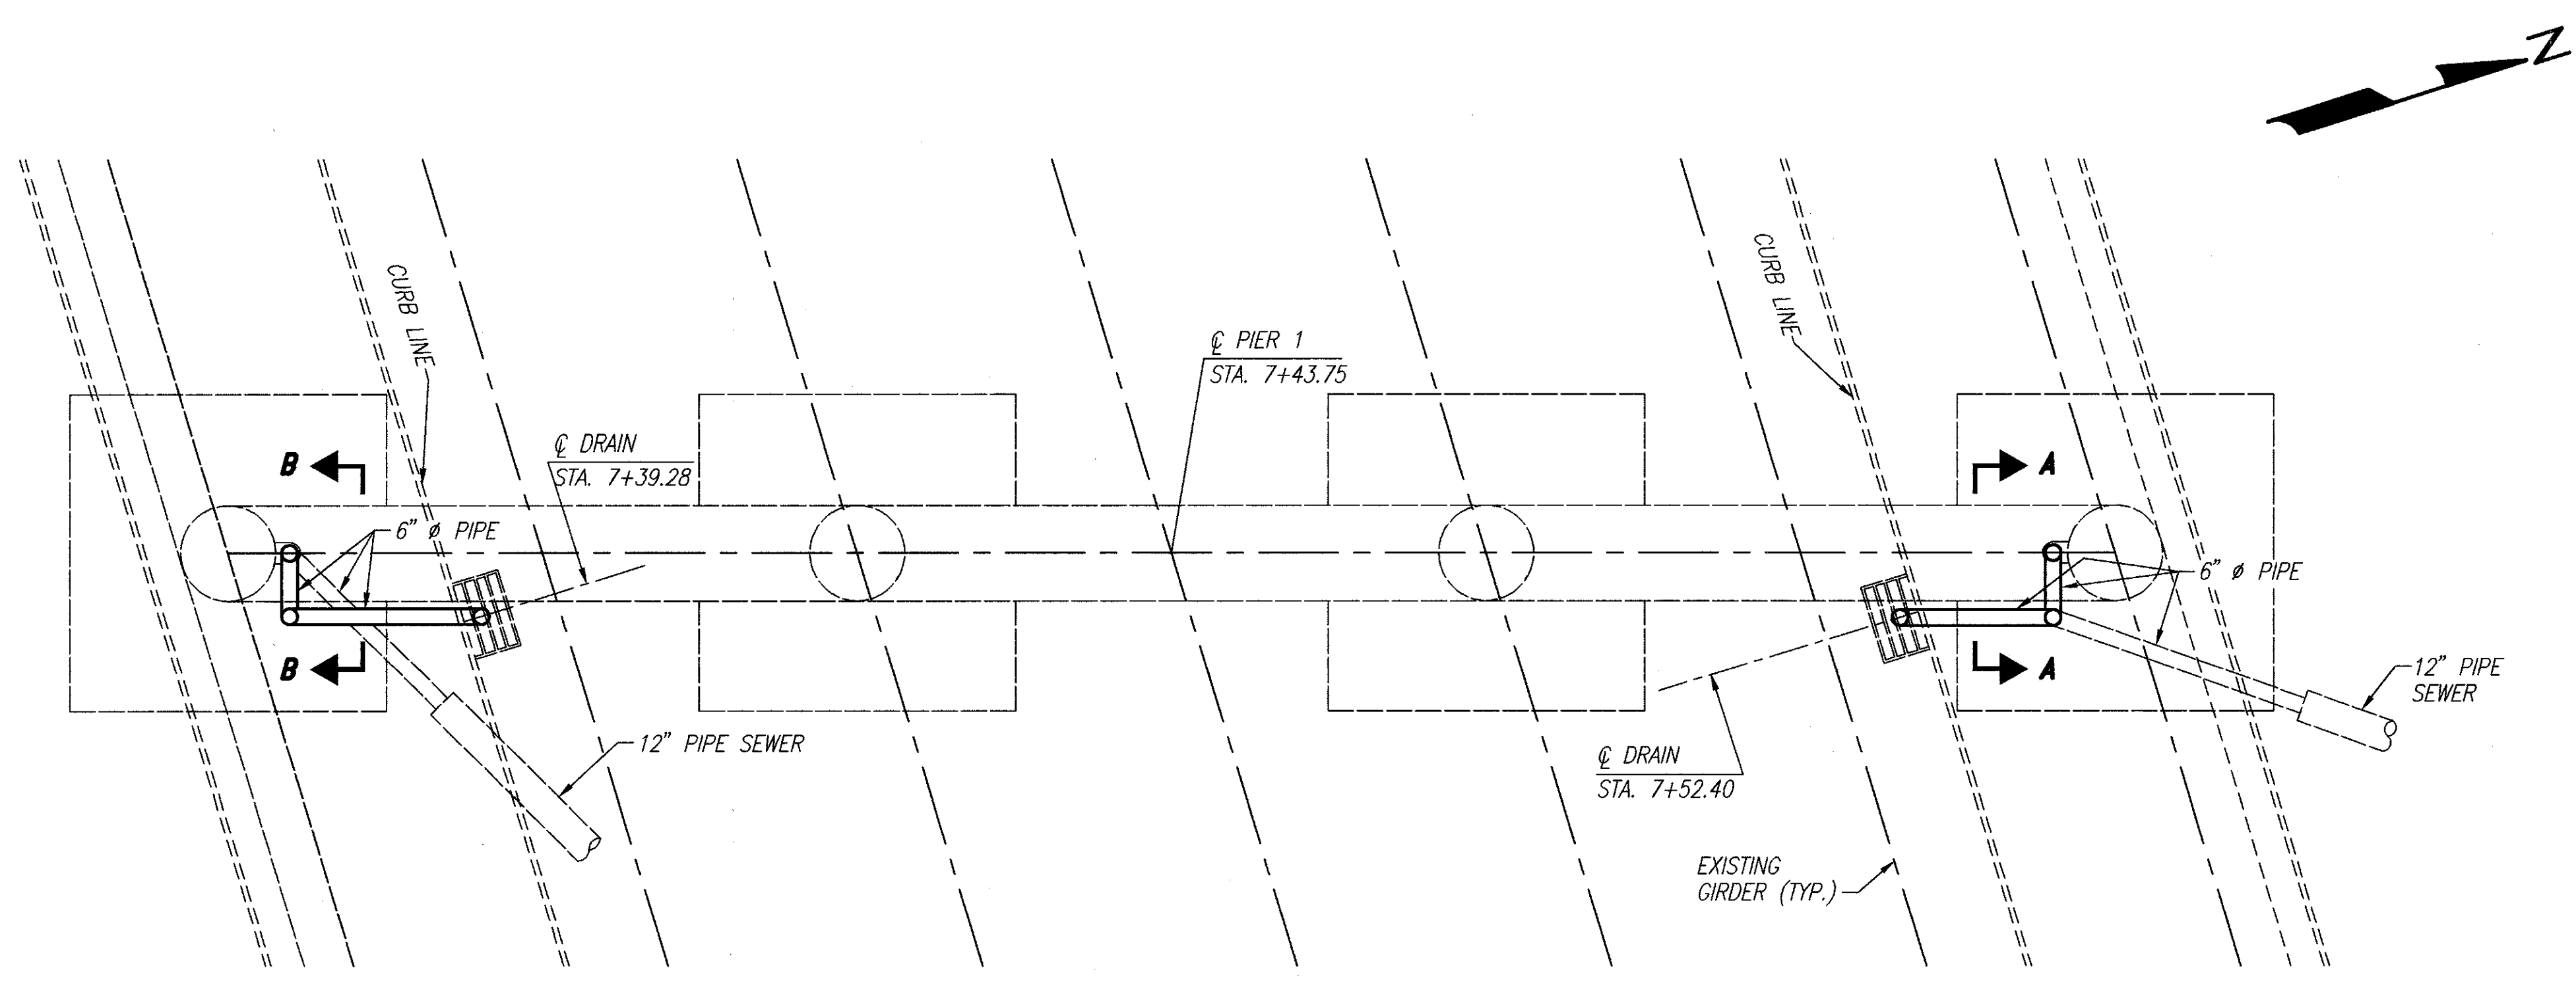 N
CURB LINE
CURB LINE
℄ PIER 1
STA. 7+43.75
℄ DRAIN
STA. 7+39.28
B
A
6" ø PIPE
6" ø PIPE
B
A
12" PIPE
SEWER
12" PIPE SEWER
℄ DRAIN
STA. 7+52.40
EXISTING
GIRDER (TYP.)